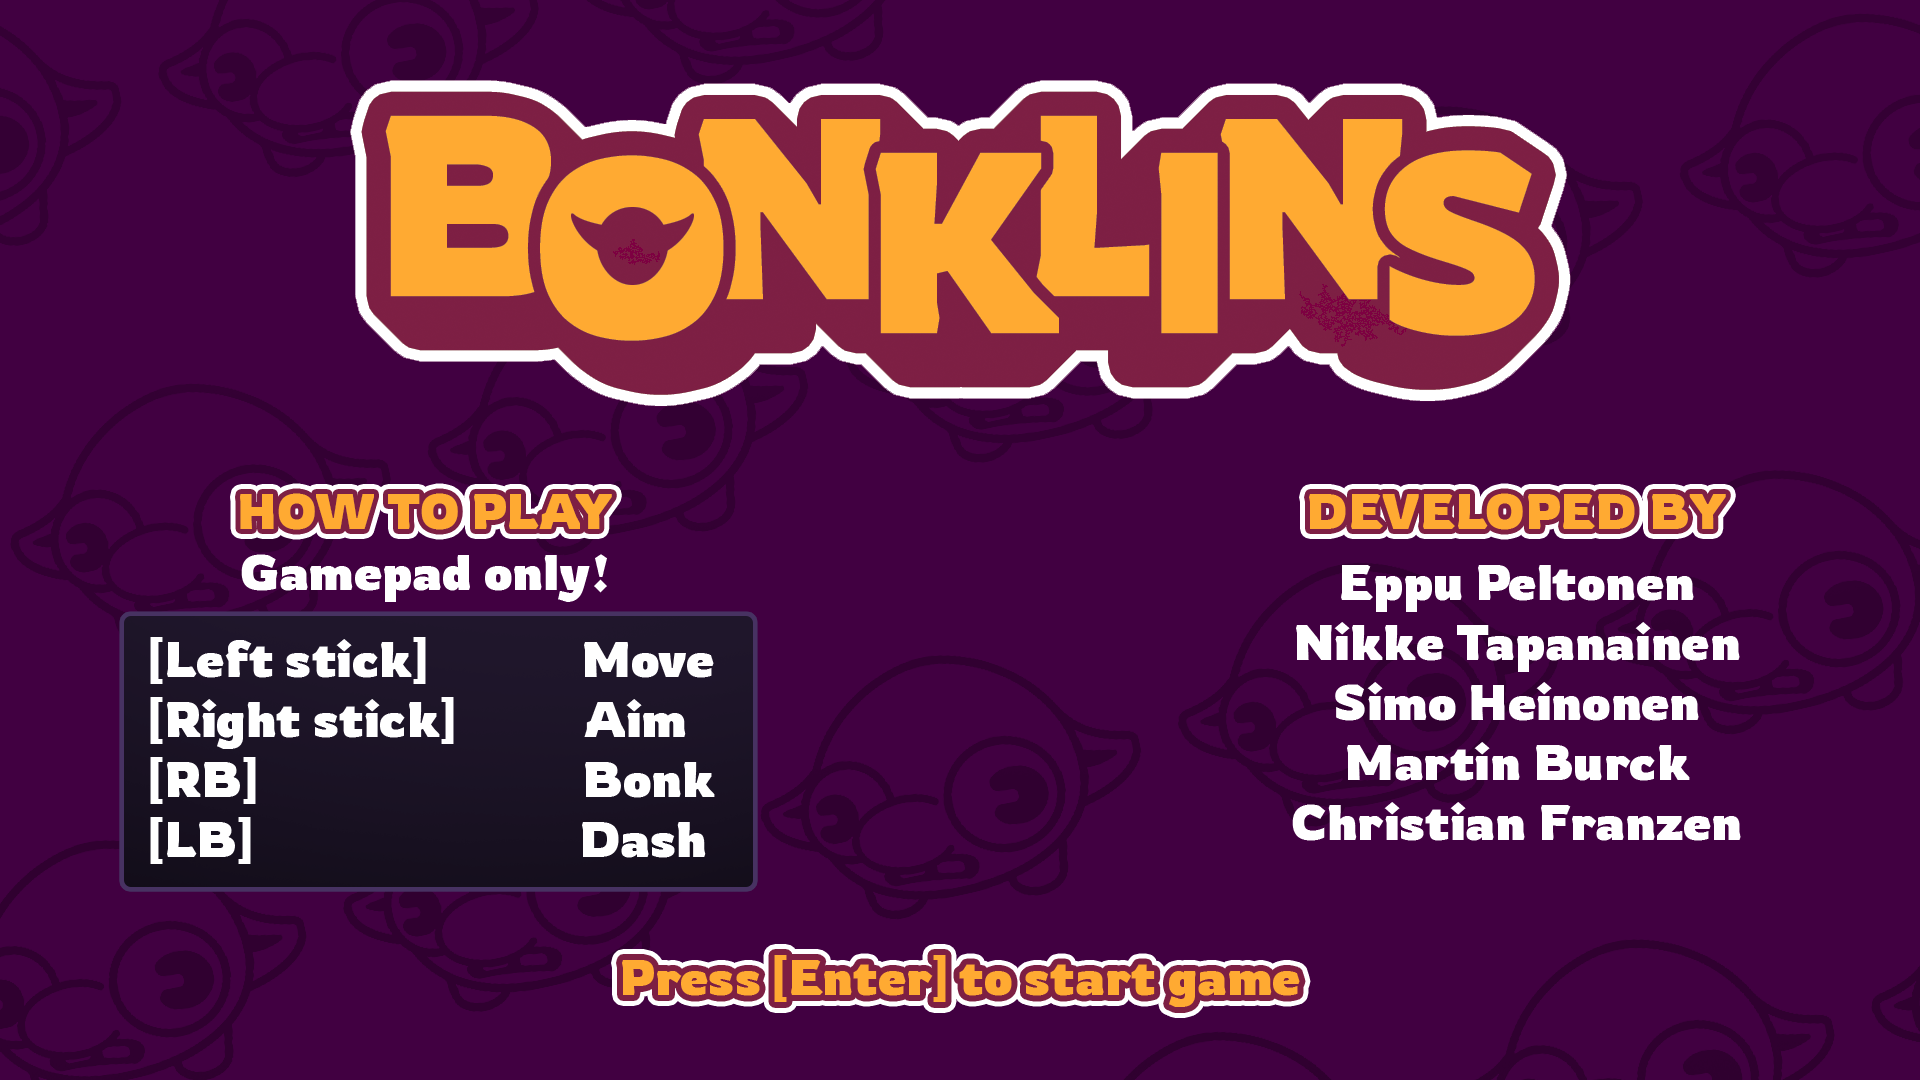 BONKLINS
HOW TO PLAY
Gamepad only!
[Left stick] Move
[Right stick] Aim
[RB] Bonk
[LB] Dash
DEVELOPED BY
Eppu Peltonen
Nikke Tapanainen
Simo Heinonen
Martin Burck
Christian Franzen
Press [Enter] to start game